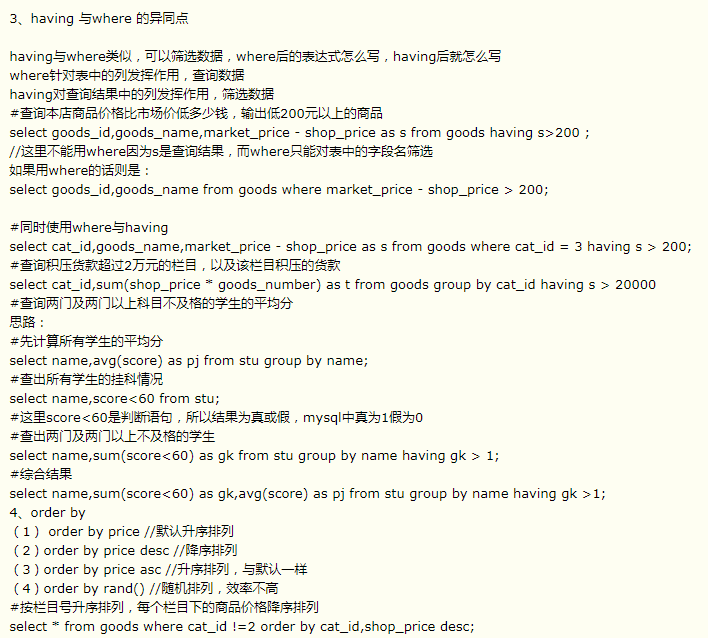 3、having 与where 的异同点
having与where类似，可以筛选数据，where后的表达式怎么写，having后就怎么写
where针对表中的列发挥作用，查询数据
having对查询结果中的列发挥作用，筛选数据
#查询本店商品价格比市场价低多少钱，输出低200元以上的商品
select goods_id,goods_name,market_price - shop_price as s from goods having s>200 ;
//这里不能用where因为s是查询结果，而where只能对表中的字段名筛选
如果用where的话则是：
select goods_id,goods_name from goods where market_price - shop_price > 200;
#同时使用where与having
select cat_id,goods_name,market_price - shop_price as s from goods where cat_id = 3 having s > 200;
#查询积压货款超过2万元的栏目，以及该栏目积压的货款
select cat_id,sum(shop_price * goods_number) as t from goods group by cat_id having s > 20000
#查询两门及两门以上科目不及格的学生的平均分
思路：
#先计算所有学生的平均分
select name,avg(score) as pj from stu group by name;
#查出所有学生的挂科情况
select name,score<60 from stu;
#这里score<60是判断语句，所以结果为真或假，mysql中真为1假为0
#查出两门及两门以上不及格的学生
select name,sum(score<60) as gk from stu group by name having gk > 1;
#综合结果
select name,sum(score<60) as gk,avg(score) as pj from stu group by name having gk >1;
4、order by
（1） order by price //默认升序排列
（2）order by price desc //降序排列
（3）order by price asc //升序排列，与默认一样
（4）order by rand() //随机排列，效率不高
#按栏目号升序排列，每个栏目下的商品价格降序排列
select * from goods where cat_id !=2 order by cat_id,shop_price desc;